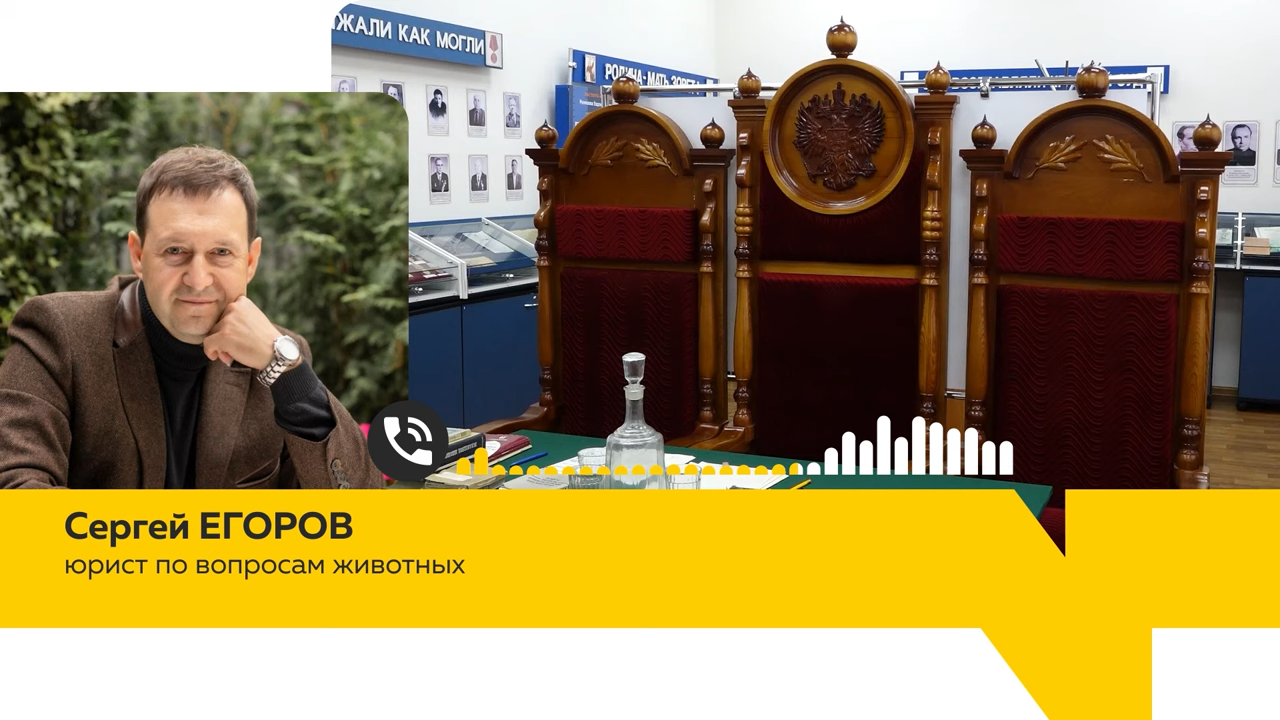 ЖАЛИ КАК МОГЛИ
РОДИНА-МАТЬ ЗОВЕТ
Сергей ЕГОРОВ
юрист по вопросам животных